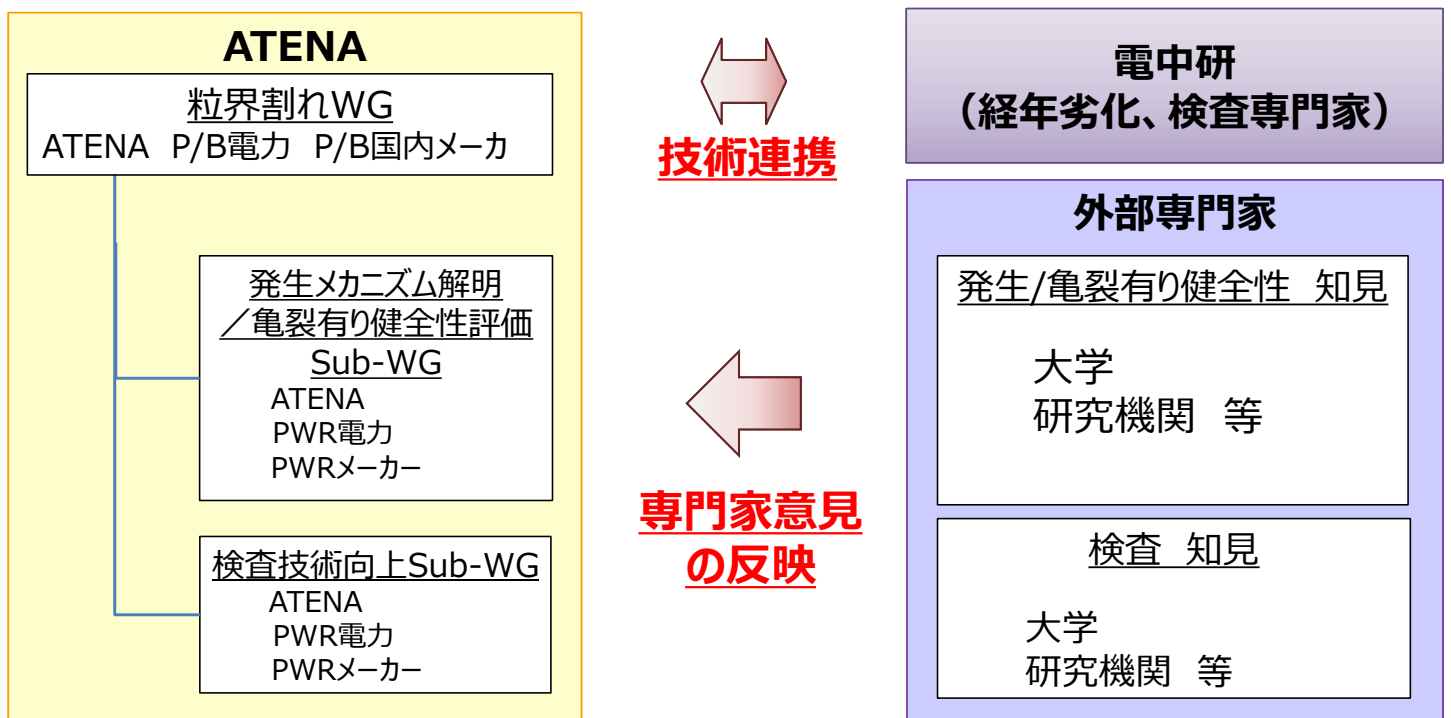 ATENA
粒界割れWG
ATENA　P/B電力　P/B国内メーカ
発生メカニズム解明
／亀裂有り健全性評価
Sub-WG
ATENA
PWR電力
PWRメーカー
検査技術向上Sub-WG
ATENA
PWR電力
PWRメーカー
技術連携
専門家意見
の反映
電中研
（経年劣化、検査専門家）
外部専門家
発生/亀裂有り健全性　知見
大学
研究機関　等
検査　知見
大学
研究機関　等